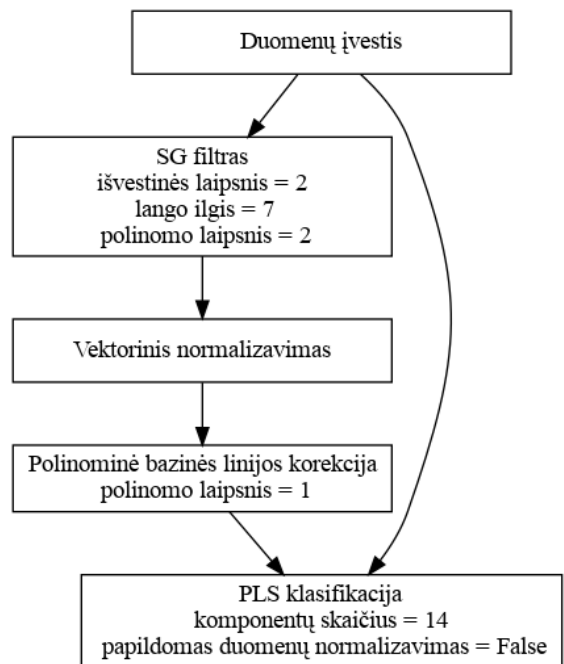 Duomenų įvestis
SG filtras
išvestinės laipsnis = 2
lango ilgis = 7
polinomo laipsnis = 2
Vektorinis normalizavimas
Polinominė bazinės linijos korekcija
polinomo laipsnis = 1
PLS klasifikacija
komponentų skaičius = 14
papildomas duomenų normalizavimas = False